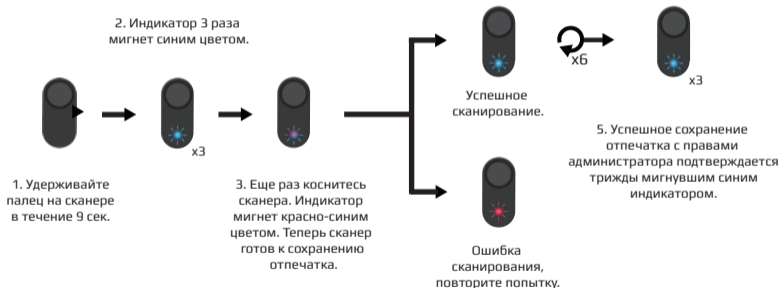 2. Индикатор 3 раза
мигнет синим цветом.
x3
1. Удерживайте
палец на сканере
в течение 9 сек.
3. Еще раз коснитесь
сканера. Индикатор
мигнет красно-синим
цветом. Теперь сканер
готов к сохранению
отпечатка.
Успешное
сканирование.
x6
x3
Ошибка
сканирования,
повторите попытку.
5. Успешное сохранение
отпечатка с правами
администратора подтверждается
трижды мигнувшим синим
индикатором.